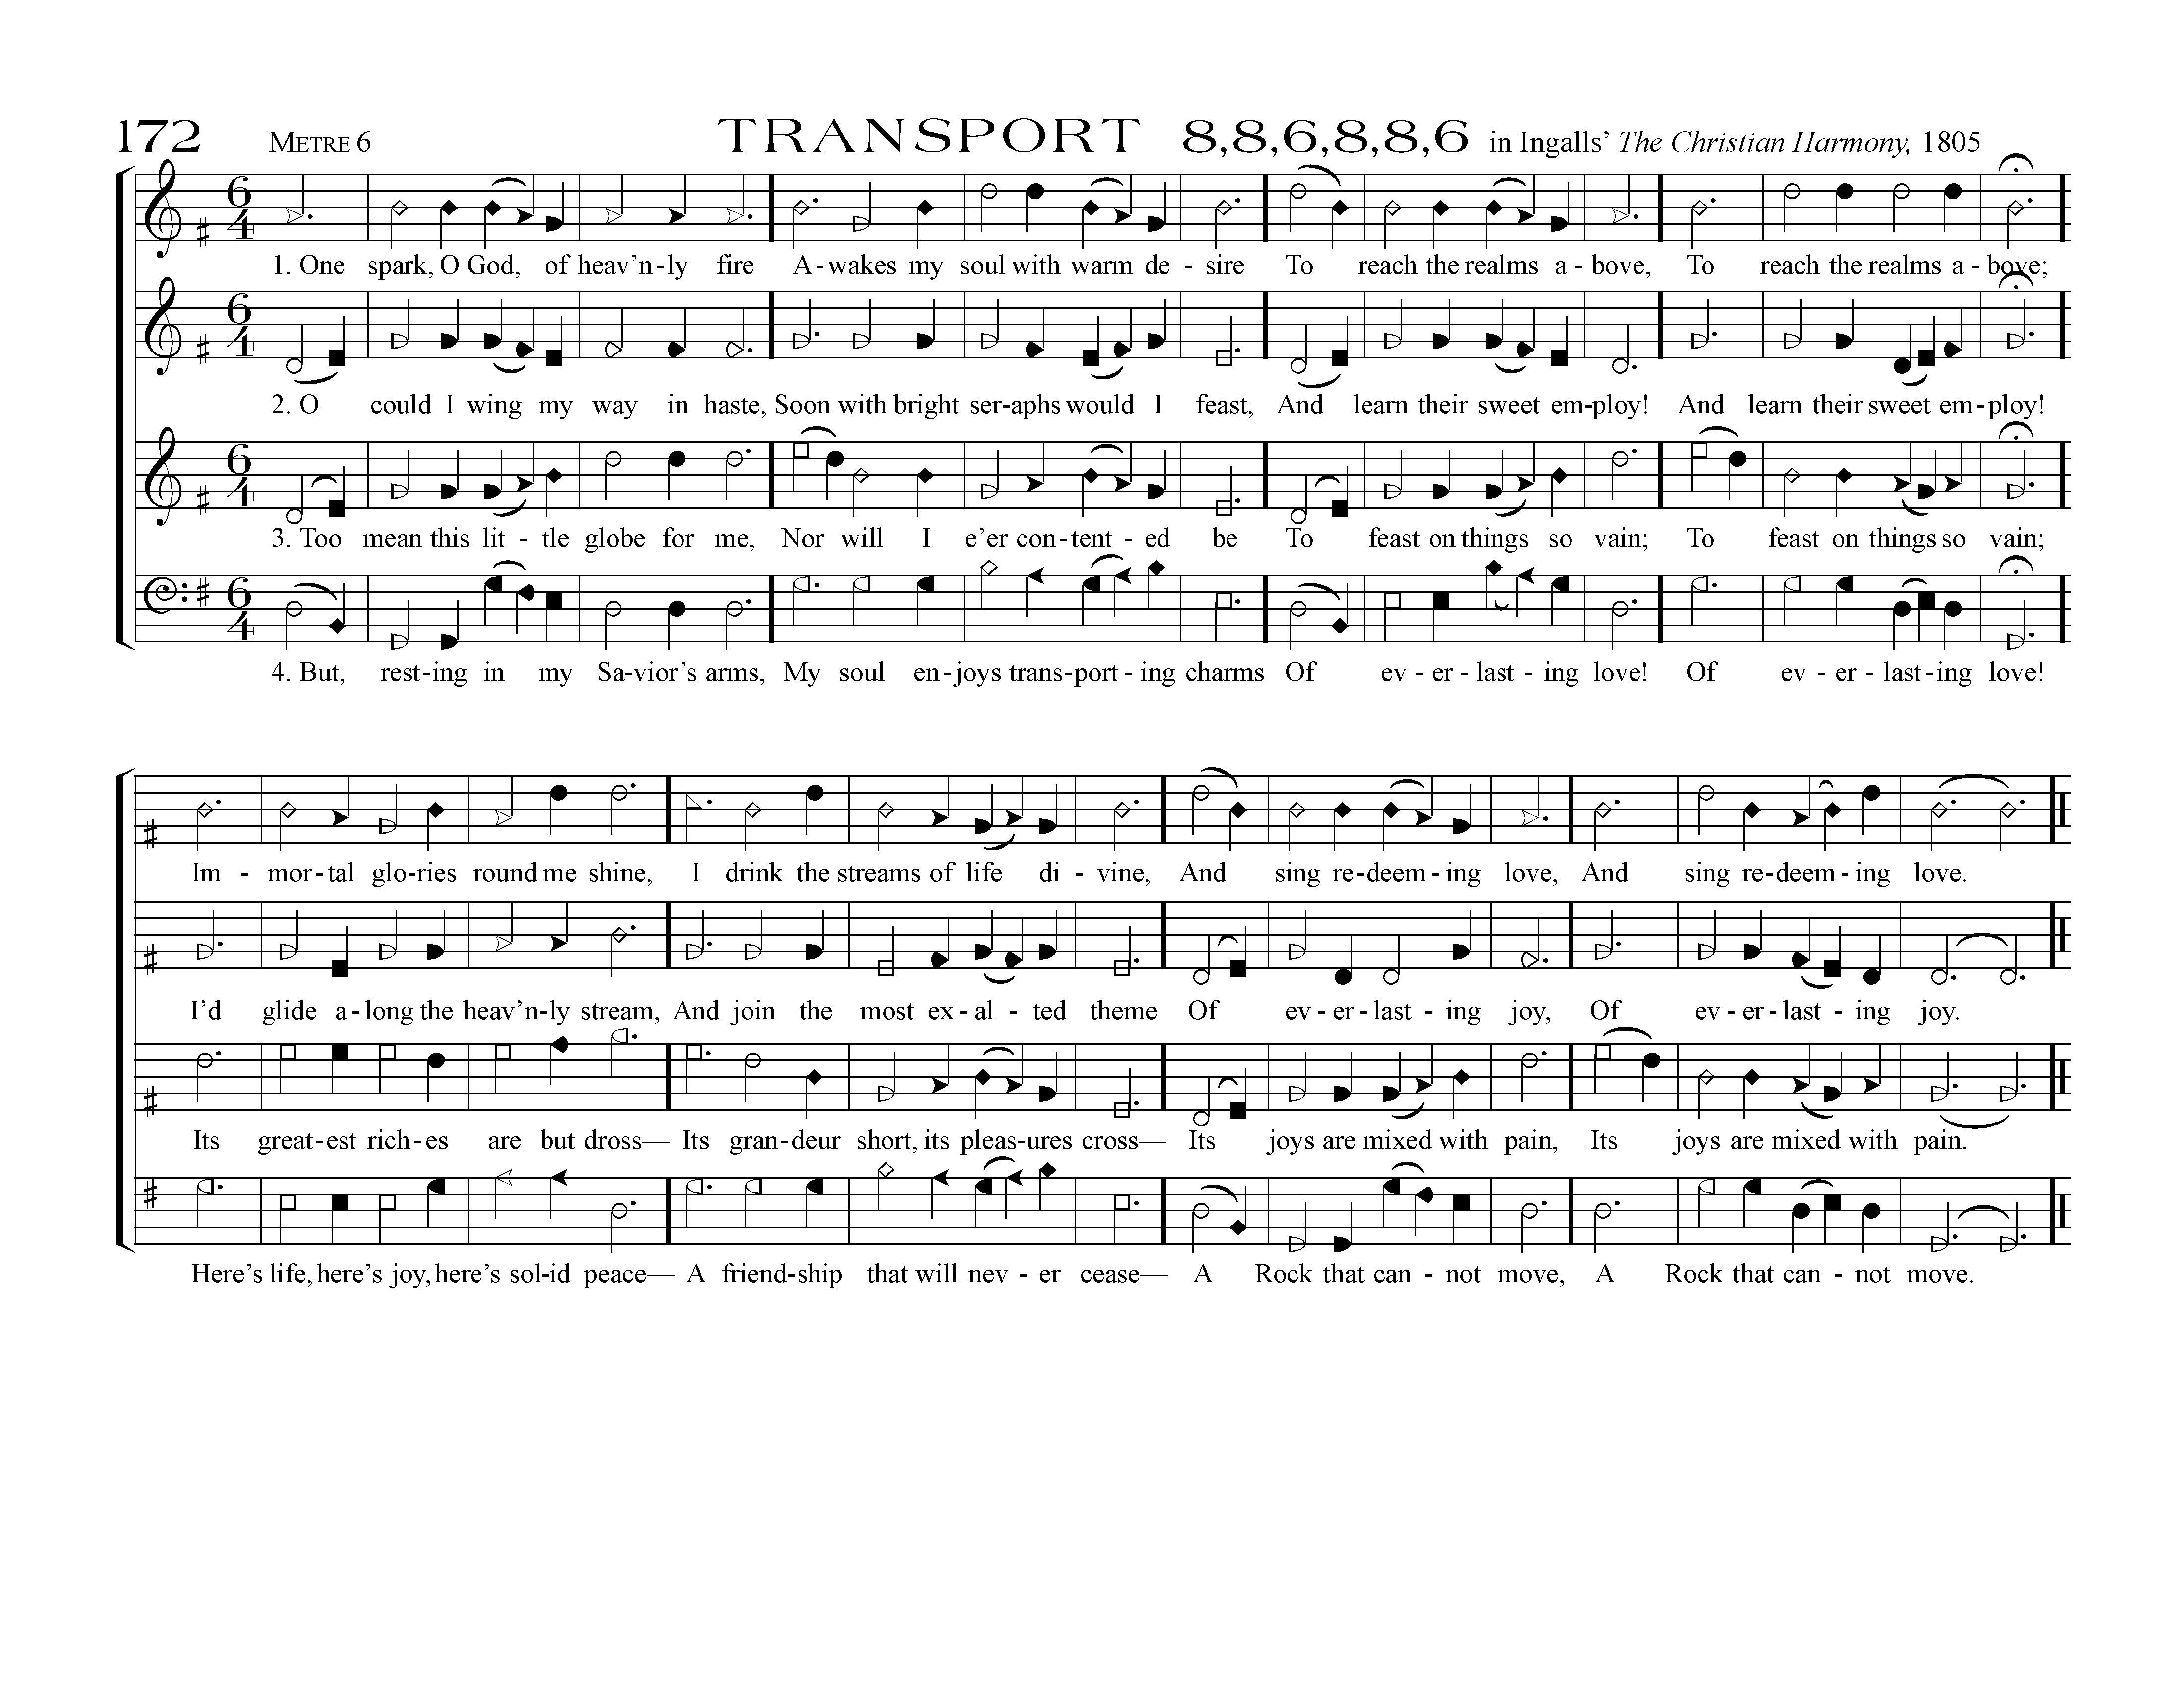 172 METRE 6 TRANSPORT 8,8,6,8,8,6 in Ingalls’ The Christian Harmony, 1805
6 4
1. One spark, O God, of heav’n-ly fire A-wakes my soul with warm de - sire To reach the realms a - bove, To reach the realms a - bove;
6 4
2. O could I wing my way in haste, Soon with bright ser-aphs would I feast, And learn their sweet em-ploy! And learn their sweet em-ploy!
6 4
3. Too mean this lit - tle globe for me, Nor will I e’er con-tent - ed be To feast on things so vain; To feast on things so vain;
6 4
4. But, rest-ing in my Sa-vior’s arms, My soul en-joys trans-port - ing charms Of ev - er - last - ing love! Of ev - er - last-ing love!
Im - mor-tal glo-ries round me shine, I drink the streams of life di - vine, And sing re-deem - ing love, And sing re-deem - ing love.
I’d glide a-long the heav’n-ly stream, And join the most ex-al - ted theme Of ev - er - last - ing joy, Of ev - er - last - ing joy.
Its great-est rich-es are but dross— Its gran-deur short, its pleas-ures cross— Its joys are mixed with pain, Its joys are mixed with pain.
Here’s life, here’s joy, here’s sol-id peace— A friend-ship that will nev - er cease— A Rock that can - not move, A Rock that can - not move.